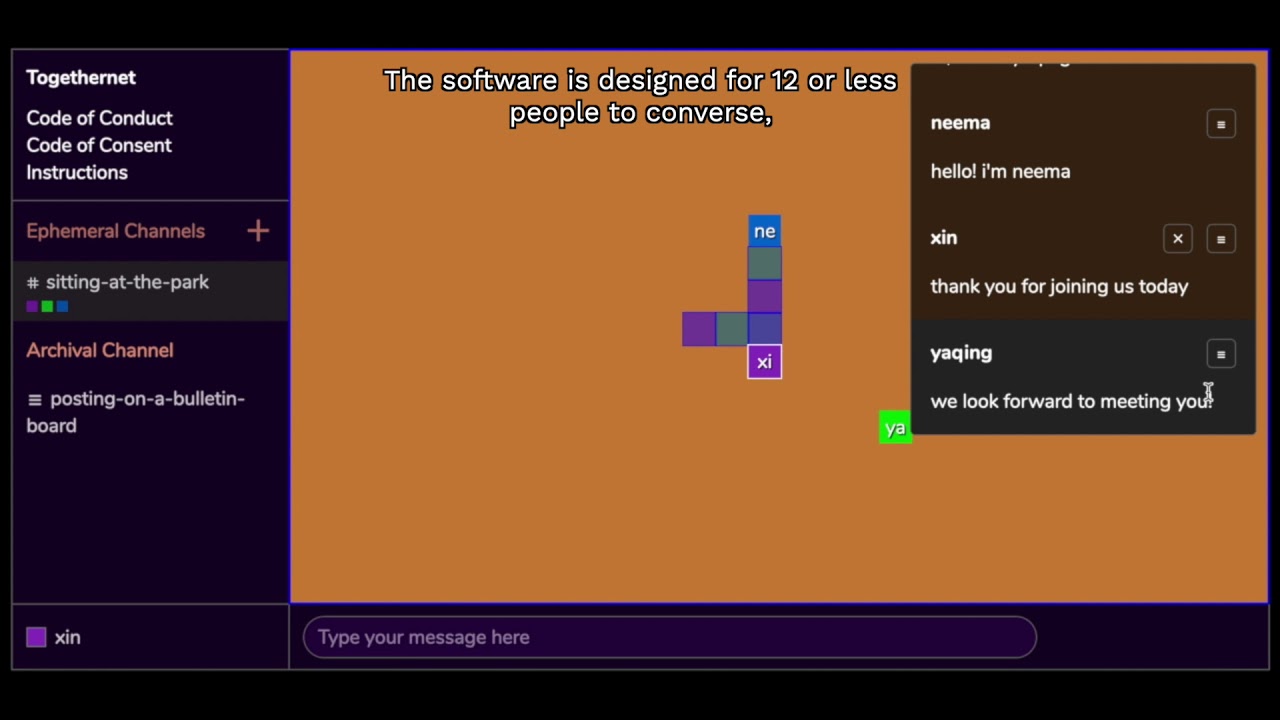 Togethernet
Code of Conduct
Code of Consent
Instructions
Ephemeral Channels
# sitting-at-the-park
Archival Channel
posting-on-a-bulletin-
board
xin
The software is designed for 12 or less
people to converse,
ne
xi
ya
neema
hello! i'm neema
xin
thank you for joining us today
yaqing
we look forward to meeting you!
Type your message here